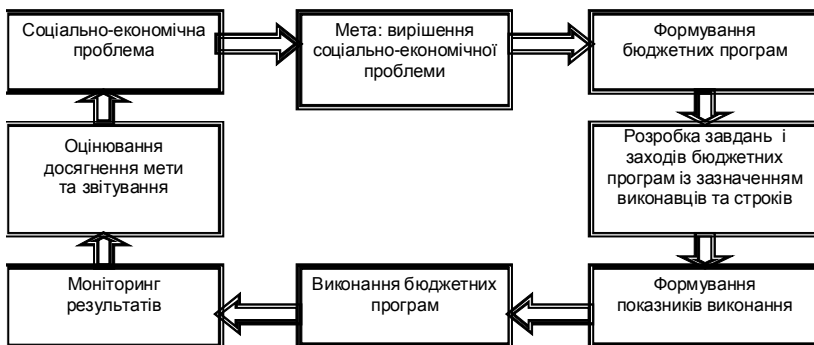 Соціально-економічна
проблема
Мета: вирішення
соціально-економічної
проблеми
Формування
бюджетних програм
Розробка завдань і
заходів бюджетних
програм із зазначенням
виконавців та строків
Формування
показників виконання
Виконання бюджетних
програм
Моніторинг
результатів
Оцінювання
досягнення мети
та звітування